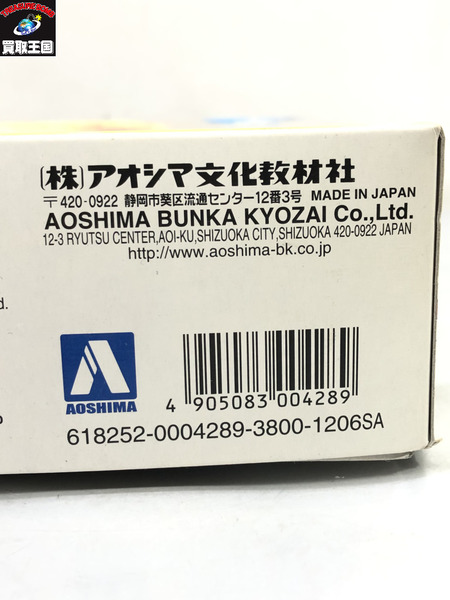 買取王国
(株)アオシマ文化教材社
〒420-0922 静岡市葵区流通センター12番3号 MADE IN JAPAN
AOSHIMA BUNKA KYOZAI Co.,Ltd.
12-3 RYUTSU CENTER,AOI-KU,SHIZUOKA CITY,SHIZUOKA 420-0922 JAPAN
http://www.aoshima-bk.co.jp
d.
AOSHIMA
4 905083 004289
618252-0004289-3800-1206SA